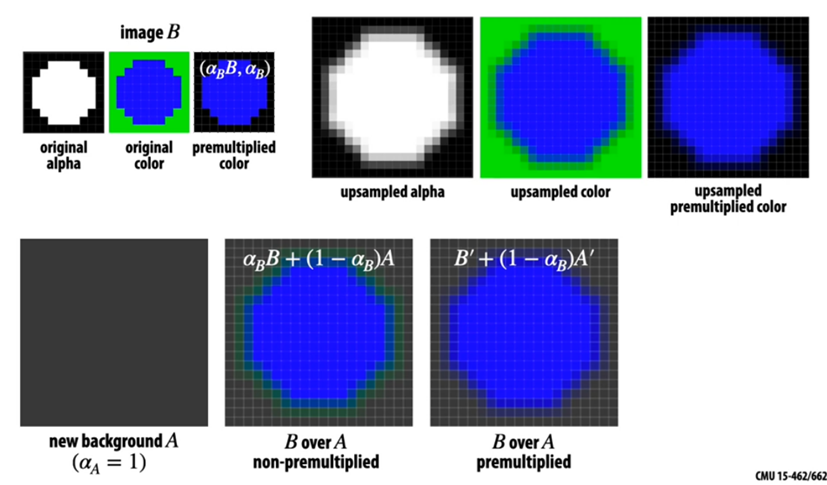 image B
(α_B B, α_B)
original
alpha
original
color
premultiplied
color
upsampled alpha
upsampled color
upsampled
premultiplied color
α_B B + (1 − α_B)A
B′ + (1 − α_B)A′
new background A
(α_A = 1)
B over A
non-premultiplied
B over A
premultiplied
CMU 15-462/662